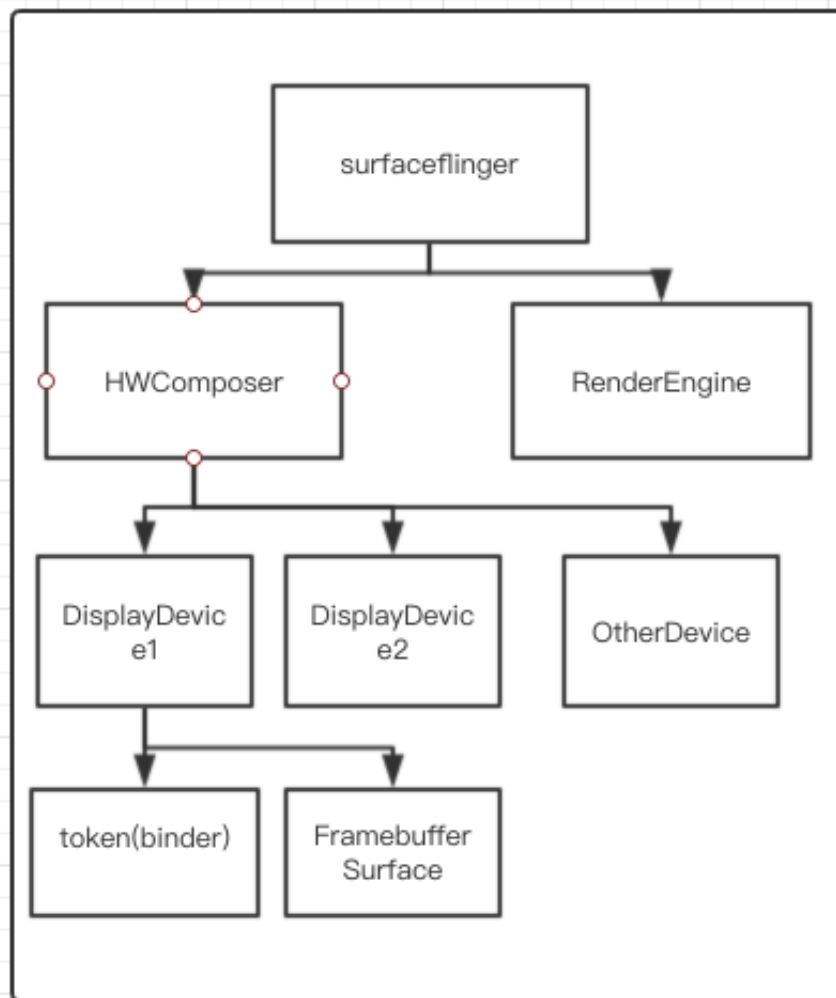 surfaceflinger
HWComposer
RenderEngine
DisplayDevic
e1
DisplayDevic
e2
OtherDevice
token(binder)
Framebuffer
Surface